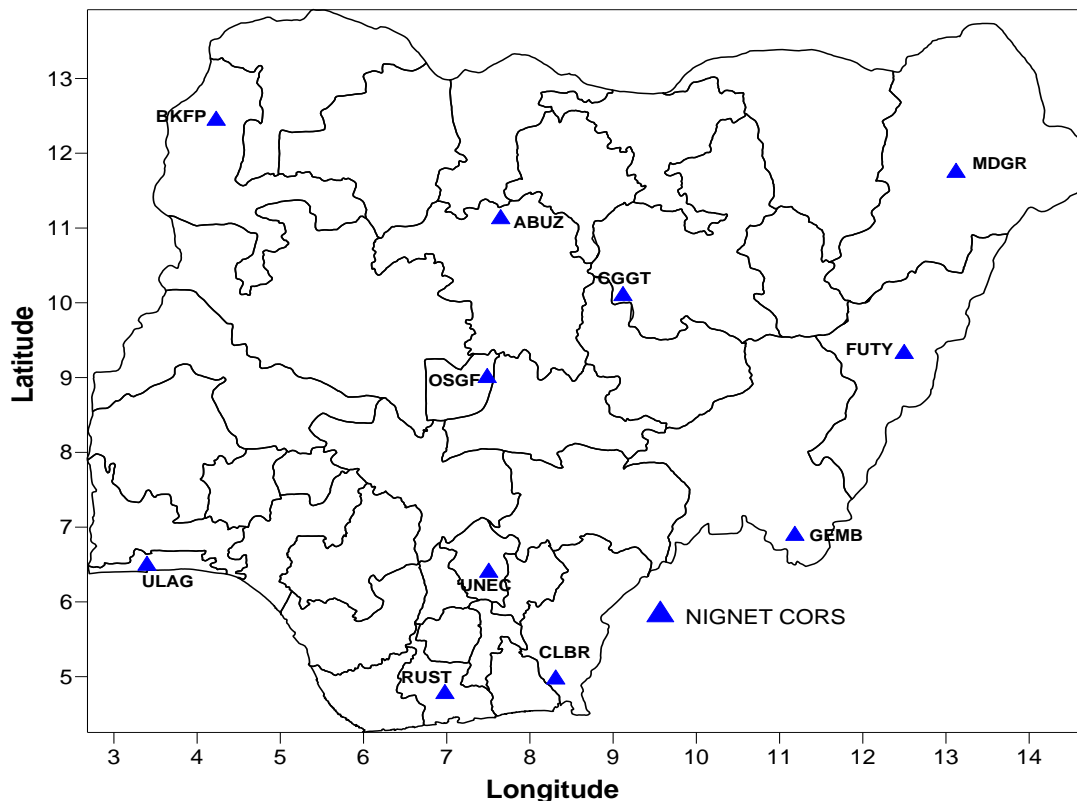 13
12
11
10
9
8
7
6
5
Latitude
BKFP
MDGR
ABUZ
CGGT
FUTY
OSGF
GEMB
ULAG
UNEC
NIGNET CORS
CLBR
RUST
3 4 5 6 7 8 9 10 11 12 13 14
Longitude